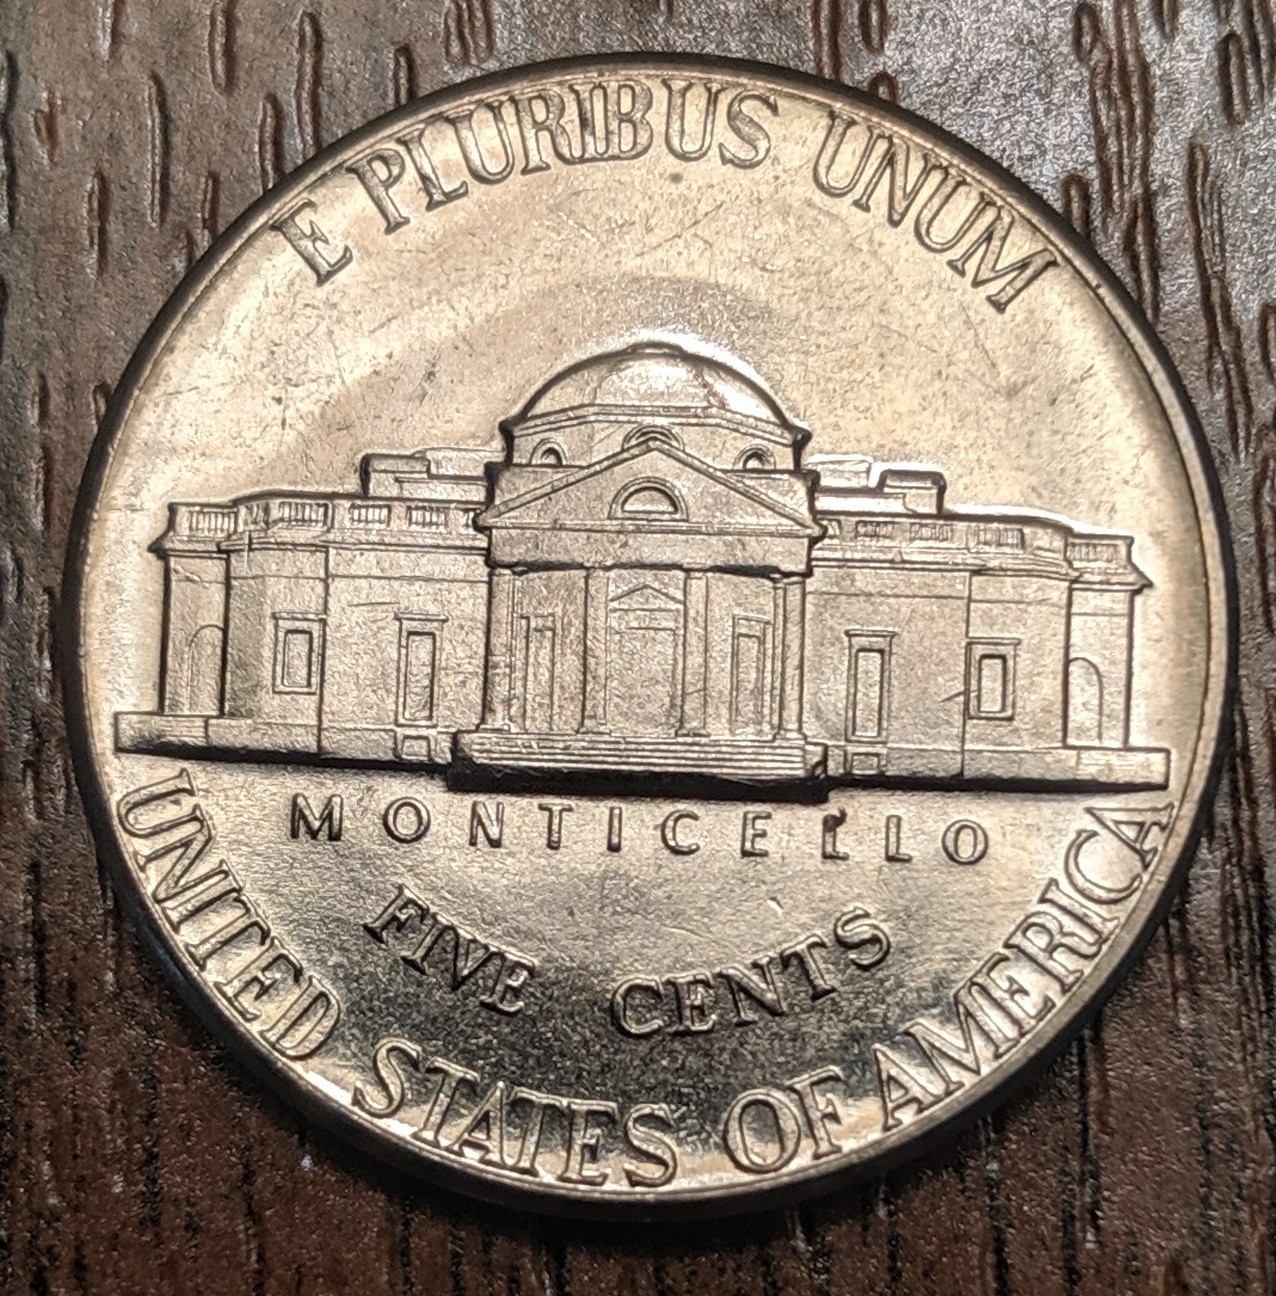 E PLURIBUS UNUM
MONTICELLO
FIVE CENTS
UNITED STATES OF AMERICA